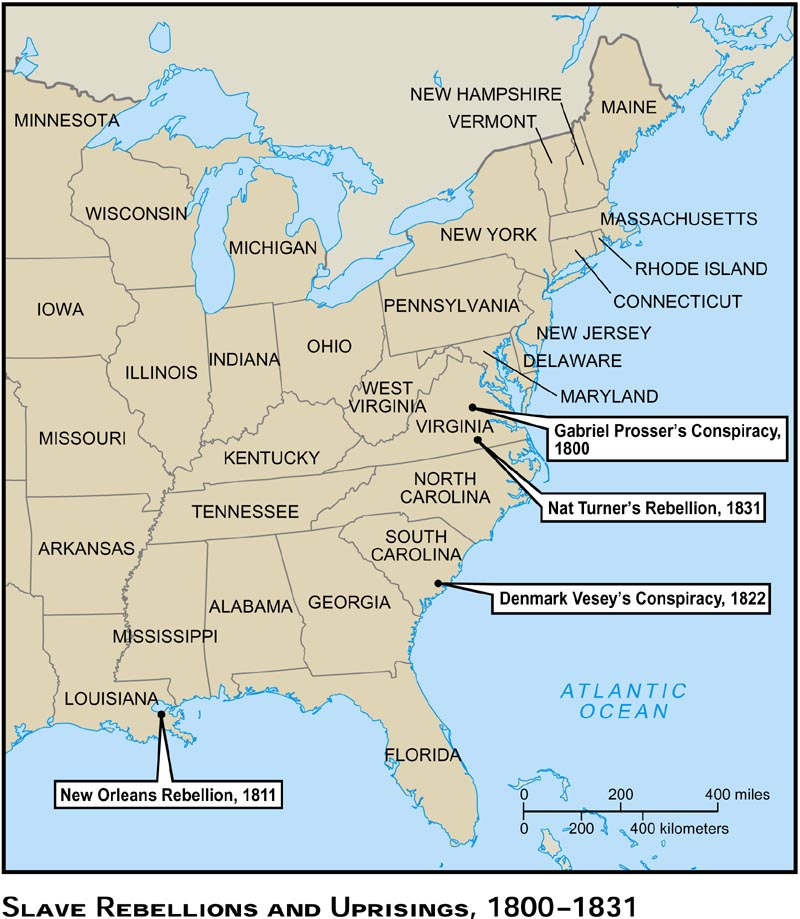 NEW HAMPSHIRE
MAINE
VERMONT
MINNESOTA
WISCONSIN
MICHIGAN
NEW YORK
MASSACHUSETTS
RHODE ISLAND
CONNECTICUT
IOWA
PENNSYLVANIA
NEW JERSEY
OHIO
INDIANA
ILLINOIS
DELAWARE
MARYLAND
WEST
VIRGINIA
VIRGINIA
Gabriel Prosser's Conspiracy,
1800
MISSOURI
KENTUCKY
NORTH
CAROLINA
Nat Turner's Rebellion, 1831
TENNESSEE
ARKANSAS
SOUTH
CAROLINA
Denmark Vesey's Conspiracy, 1822
ALABAMA
GEORGIA
MISSISSIPPI
LOUISIANA
ATLANTIC
OCEAN
FLORIDA
New Orleans Rebellion, 1811
0 200 400 miles
0 200 400 kilometers
SLAVE REBELLIONS AND UPRISINGS, 1800–1831